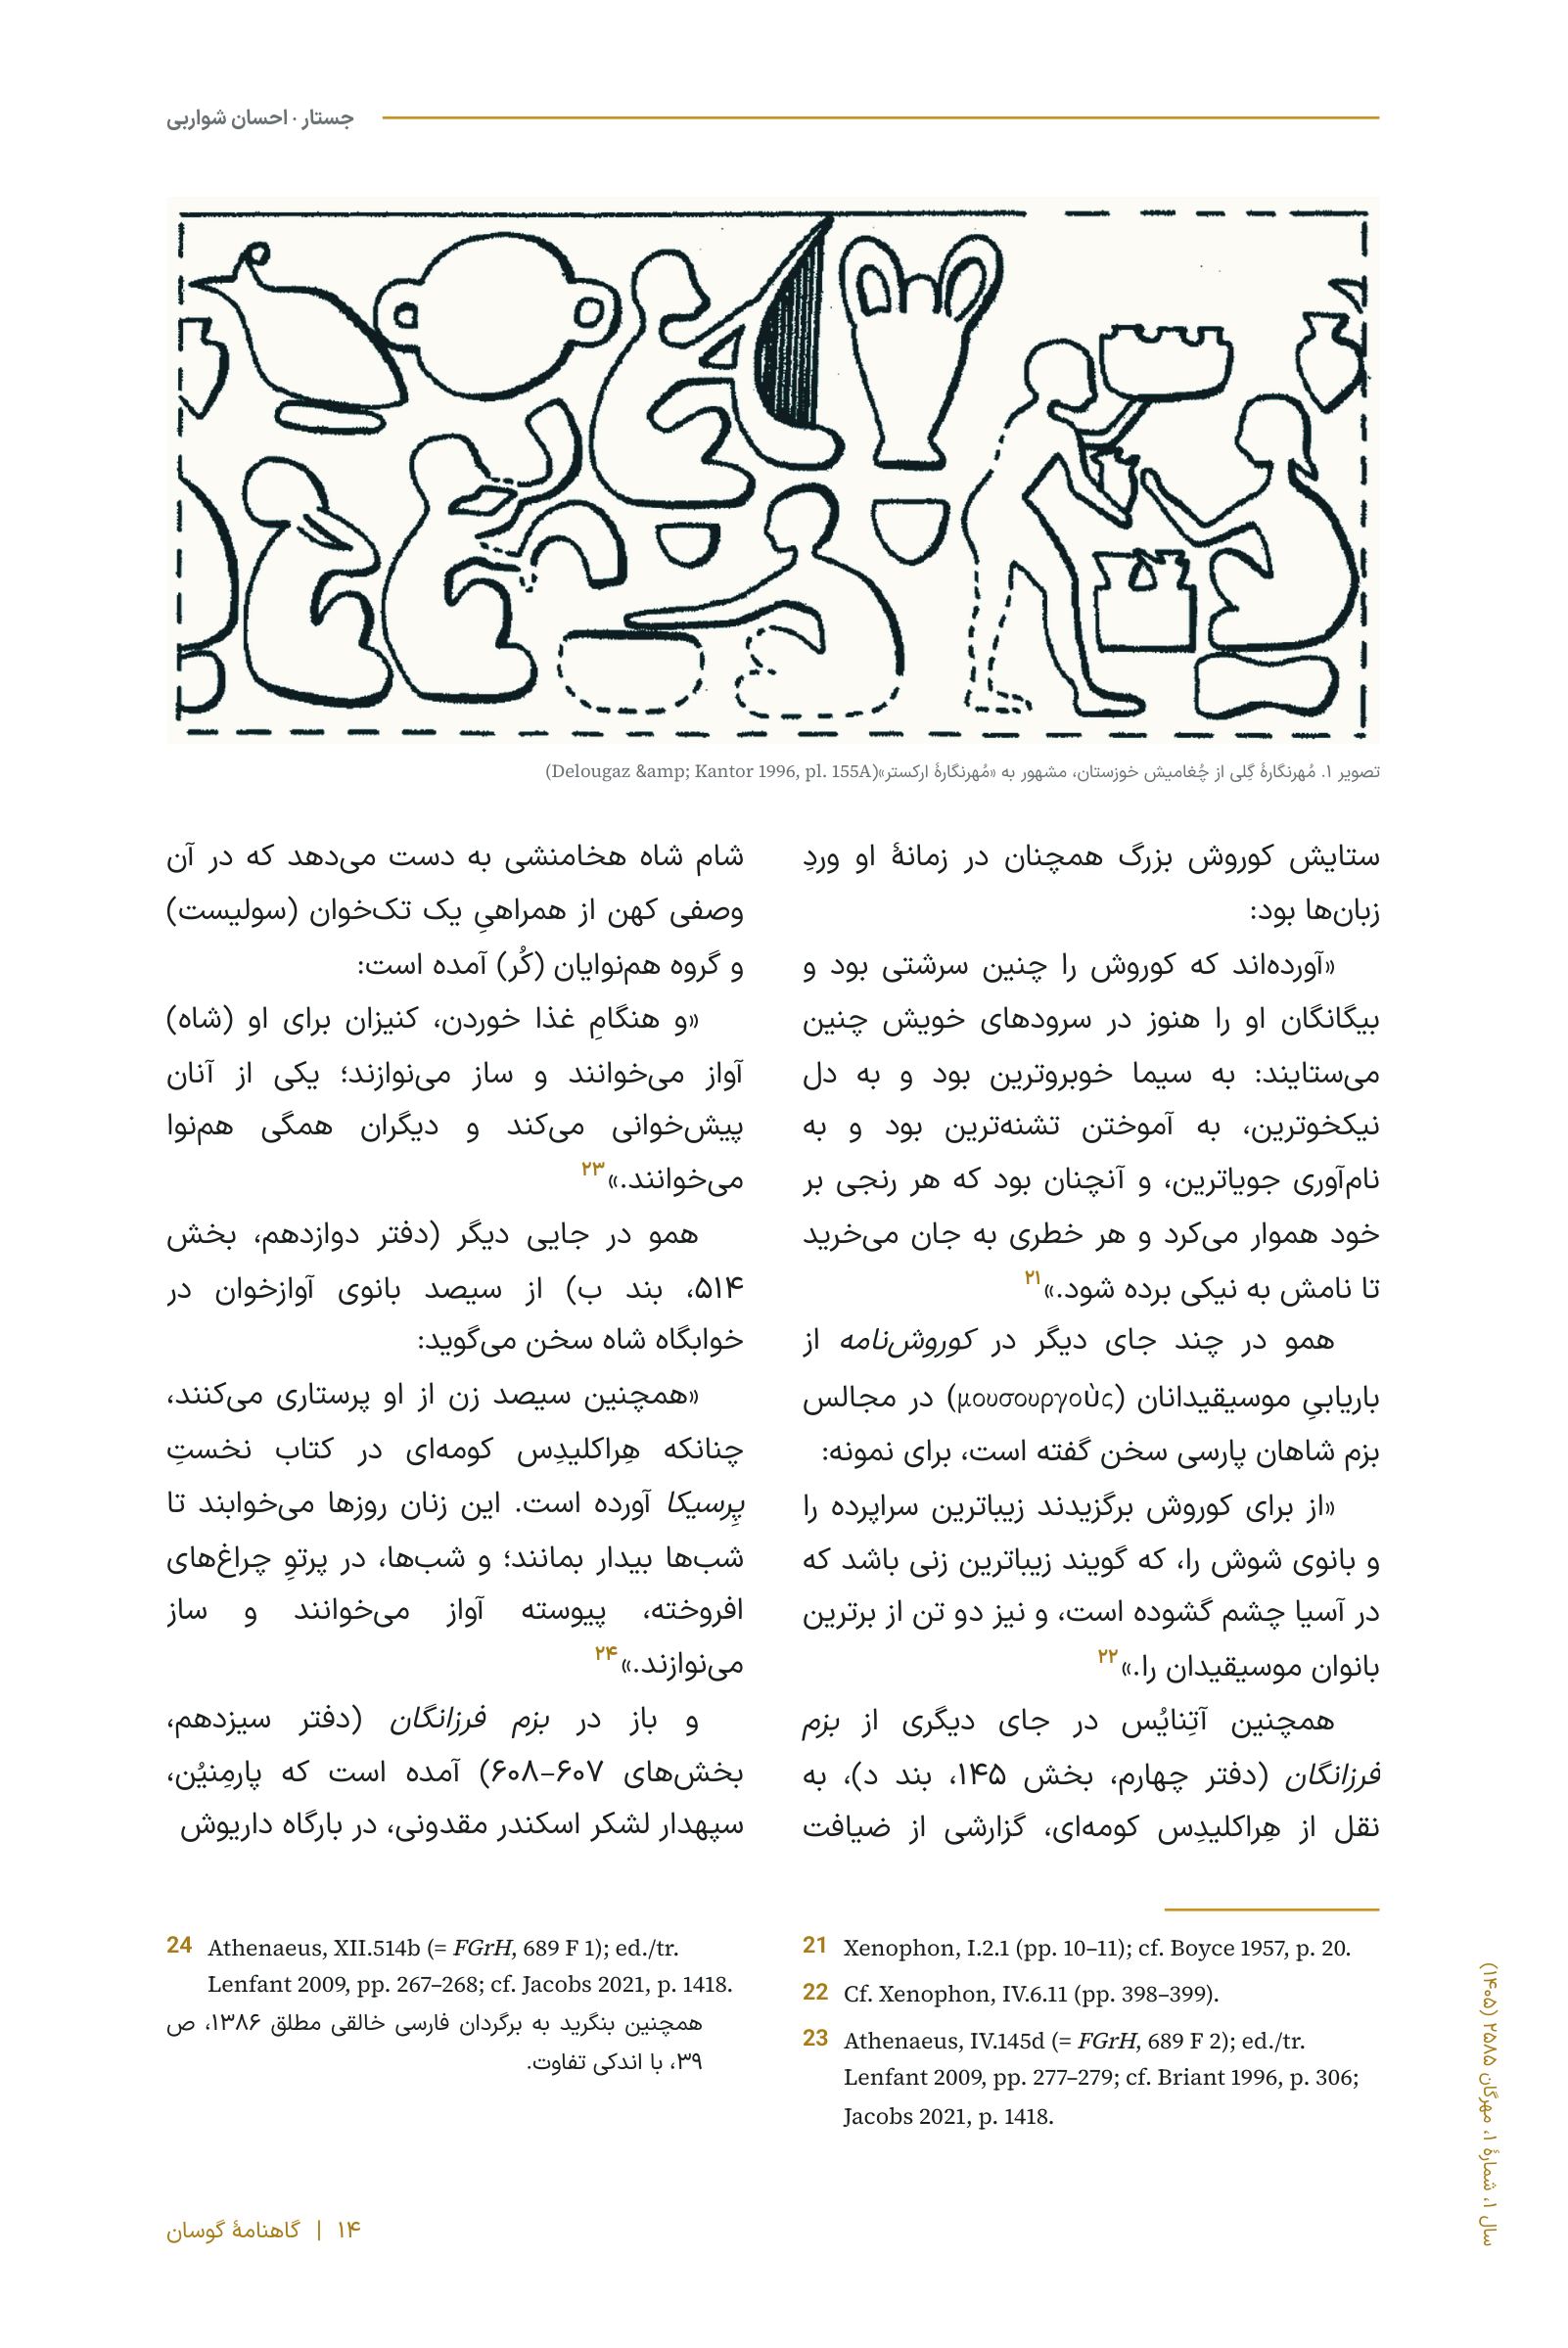 جستار · احسان شواربی
تصویر ۱. مُهرنگارهٔ گِلی از چُغامیش خوزستان، مشهور به «مُهرنگارهٔ ارکستر»(Delougaz &amp; Kantor 1996, pl. 155A)
ستایش کوروش بزرگ همچنان در زمانهٔ او وردِ
زبان‌ها بود:
«آورده‌اند که کوروش را چنین سرشتی بود و
بیگانگان او را هنوز در سرودهای خویش چنین
می‌ستایند: به سیما خوبروترین بود و به دل
نیکخوترین، به آموختن تشنه‌ترین بود و به
نام‌آوری جویاترین، و آنچنان بود که هر رنجی بر
خود هموار می‌کرد و هر خطری به جان می‌خرید
تا نامش به نیکی برده شود.»۲۱
همو در چند جای دیگر در کوروش‌نامه از
باریابیِ موسیقیدانان (μουσουργοὺς) در مجالس
بزم شاهان پارسی سخن گفته است، برای نمونه:
«از برای کوروش برگزیدند زیباترین سراپرده را
و بانوی شوش را، که گویند زیباترین زنی باشد که
در آسیا چشم گشوده است، و نیز دو تن از برترین
بانوان موسیقیدان را.»۲۲
همچنین آتِنایُس در جای دیگری از بزم
فرزانگان (دفتر چهارم، بخش ۱۴۵، بند د)، به
نقل از هِراکلیدِس کومه‌ای، گزارشی از ضیافت
شام شاه هخامنشی به دست می‌دهد که در آن
وصفی کهن از همراهیِ یک تک‌خوان (سولیست)
و گروه هم‌نوایان (کُر) آمده است:
«و هنگامِ غذا خوردن، کنیزان برای او (شاه)
آواز می‌خوانند و ساز می‌نوازند؛ یکی از آنان
پیش‌خوانی می‌کند و دیگران همگی هم‌نوا
می‌خوانند.»۲۳
همو در جایی دیگر (دفتر دوازدهم، بخش
۵۱۴، بند ب) از سیصد بانوی آوازخوان در
خوابگاه شاه سخن می‌گوید:
«همچنین سیصد زن از او پرستاری می‌کنند،
چنانکه هِراکلیدِس کومه‌ای در کتاب نخستِ
پِرسیکا آورده است. این زنان روزها می‌خوابند تا
شب‌ها بیدار بمانند؛ و شب‌ها، در پرتوِ چراغ‌های
افروخته، پیوسته آواز می‌خوانند و ساز
می‌نوازند.»۲۴
و باز در بزم فرزانگان (دفتر سیزدهم،
بخش‌های ۶۰۷–۶۰۸) آمده است که پارمِنیُن،
سپهدار لشکر اسکندر مقدونی، در بارگاه داریوش
21 Xenophon, I.2.1 (pp. 10–11); cf. Boyce 1957, p. 20.
22 Cf. Xenophon, IV.6.11 (pp. 398–399).
23 Athenaeus, IV.145d (= FGrH, 689 F 2); ed./tr.
Lenfant 2009, pp. 277–279; cf. Briant 1996, p. 306;
Jacobs 2021, p. 1418.
24 Athenaeus, XII.514b (= FGrH, 689 F 1); ed./tr.
Lenfant 2009, pp. 267–268; cf. Jacobs 2021, p. 1418.
همچنین بنگرید به برگردان فارسی خالقی مطلق ۱۳۸۶، ص
۳۹، با اندکی تفاوت.
سال ۱، شمارهٔ ۱، مهرگان ۲۵۸۵ (۱۴۰۵)
۱۴ | گاهنامهٔ گوسان